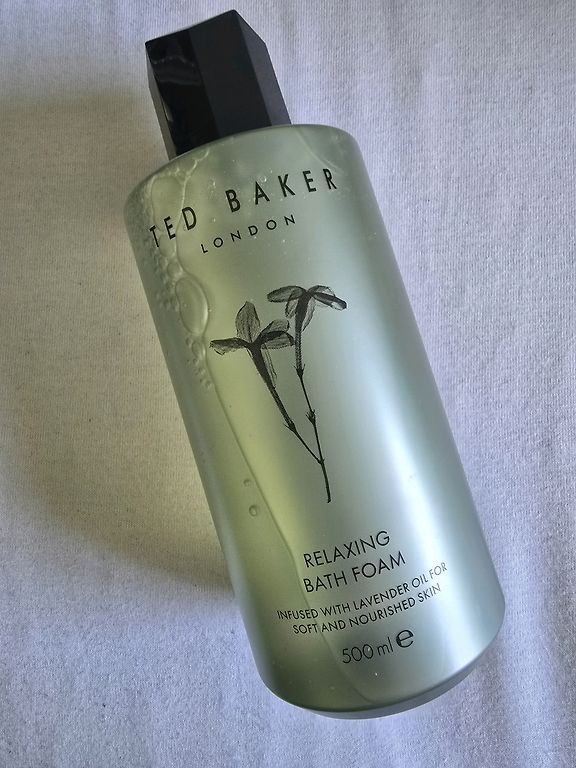 TED BAKER
LONDON
RELAXING
BATH FOAM
INFUSED WITH LAVENDER OIL FOR
SOFT AND NOURISHED SKIN
500 ml ℮